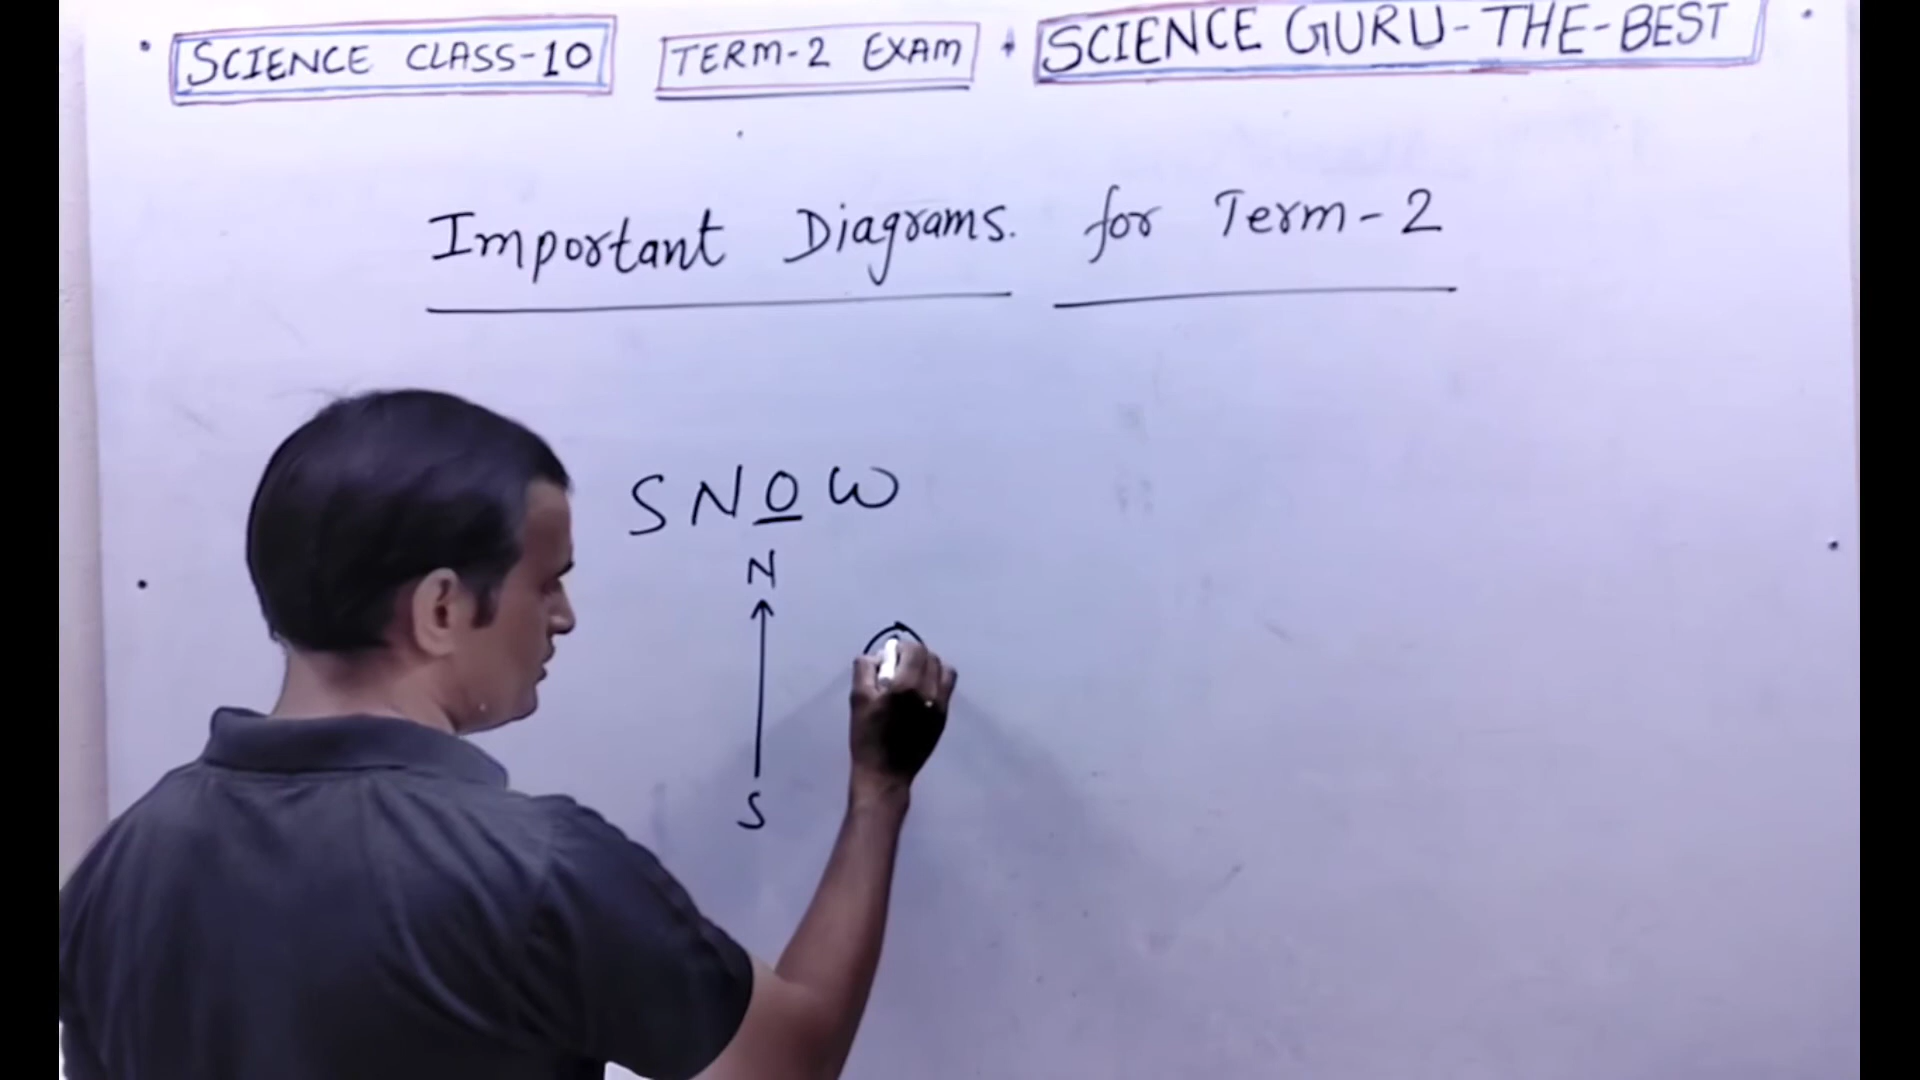 SCIENCE CLASS-10 TERM-2 EXAM SCIENCE GURU-THE-BEST
Important Diagrams. for Term-2
SNOW
N
S